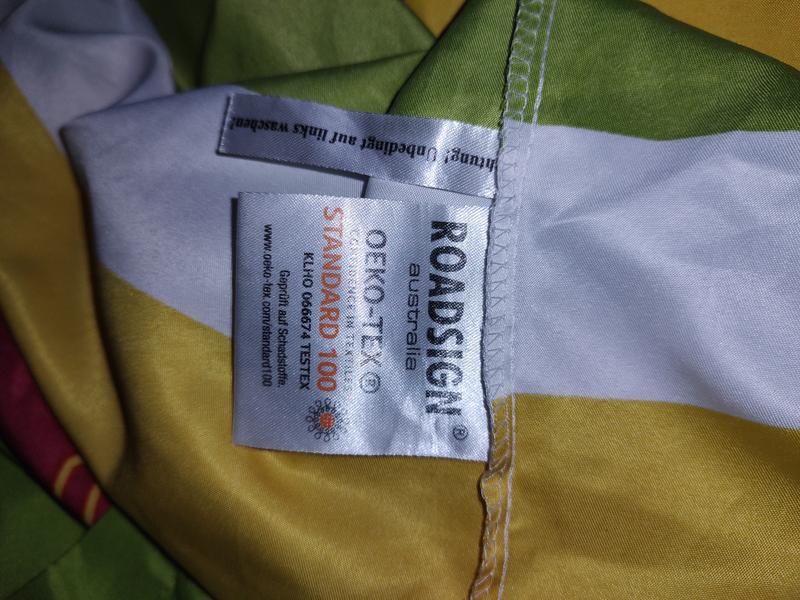 ROADSIGN®
australia
OEKO-TEX®
CONFIDENCE IN TEXTILES
STANDARD 100
KLHO 066674 TESTEX
Geprüft auf Schadstoffe.
www.oeko-tex.com/standard100
htung! Unbedingt auf links waschen!